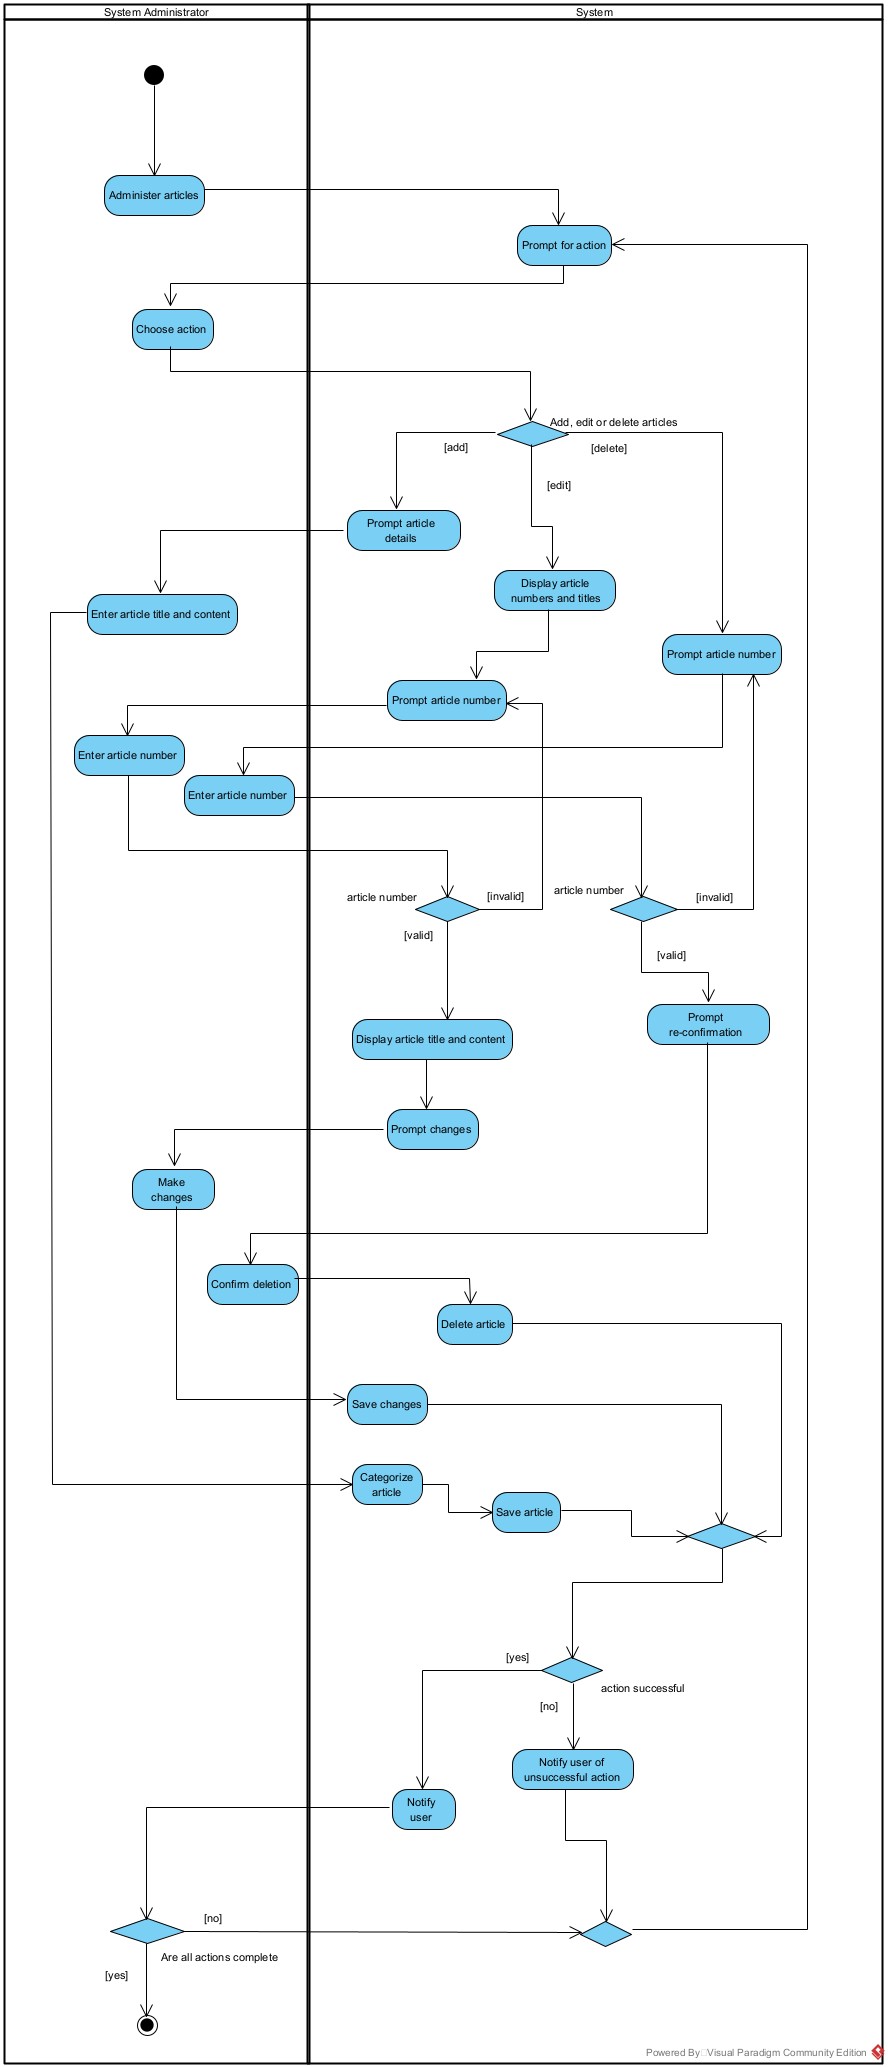 System Administrator
System
Administer articles
Prompt for action
Choose action
Add, edit or delete articles
[add]
[delete]
[edit]
Prompt article
details
Display article
numbers and titles
Enter article title and content
Prompt article number
Prompt article number
Enter article number
Enter article number
article number
[invalid]
article number
[invalid]
[valid]
[valid]
Prompt
re-confirmation
Display article title and content
Prompt changes
Make
changes
Confirm deletion
Delete article
Save changes
Categorize
article
Save article
[yes]
action successful
[no]
Notify user of
unsuccessful action
Notify
user
[no]
Are all actions complete
[yes]
Powered By Visual Paradigm Community Edition